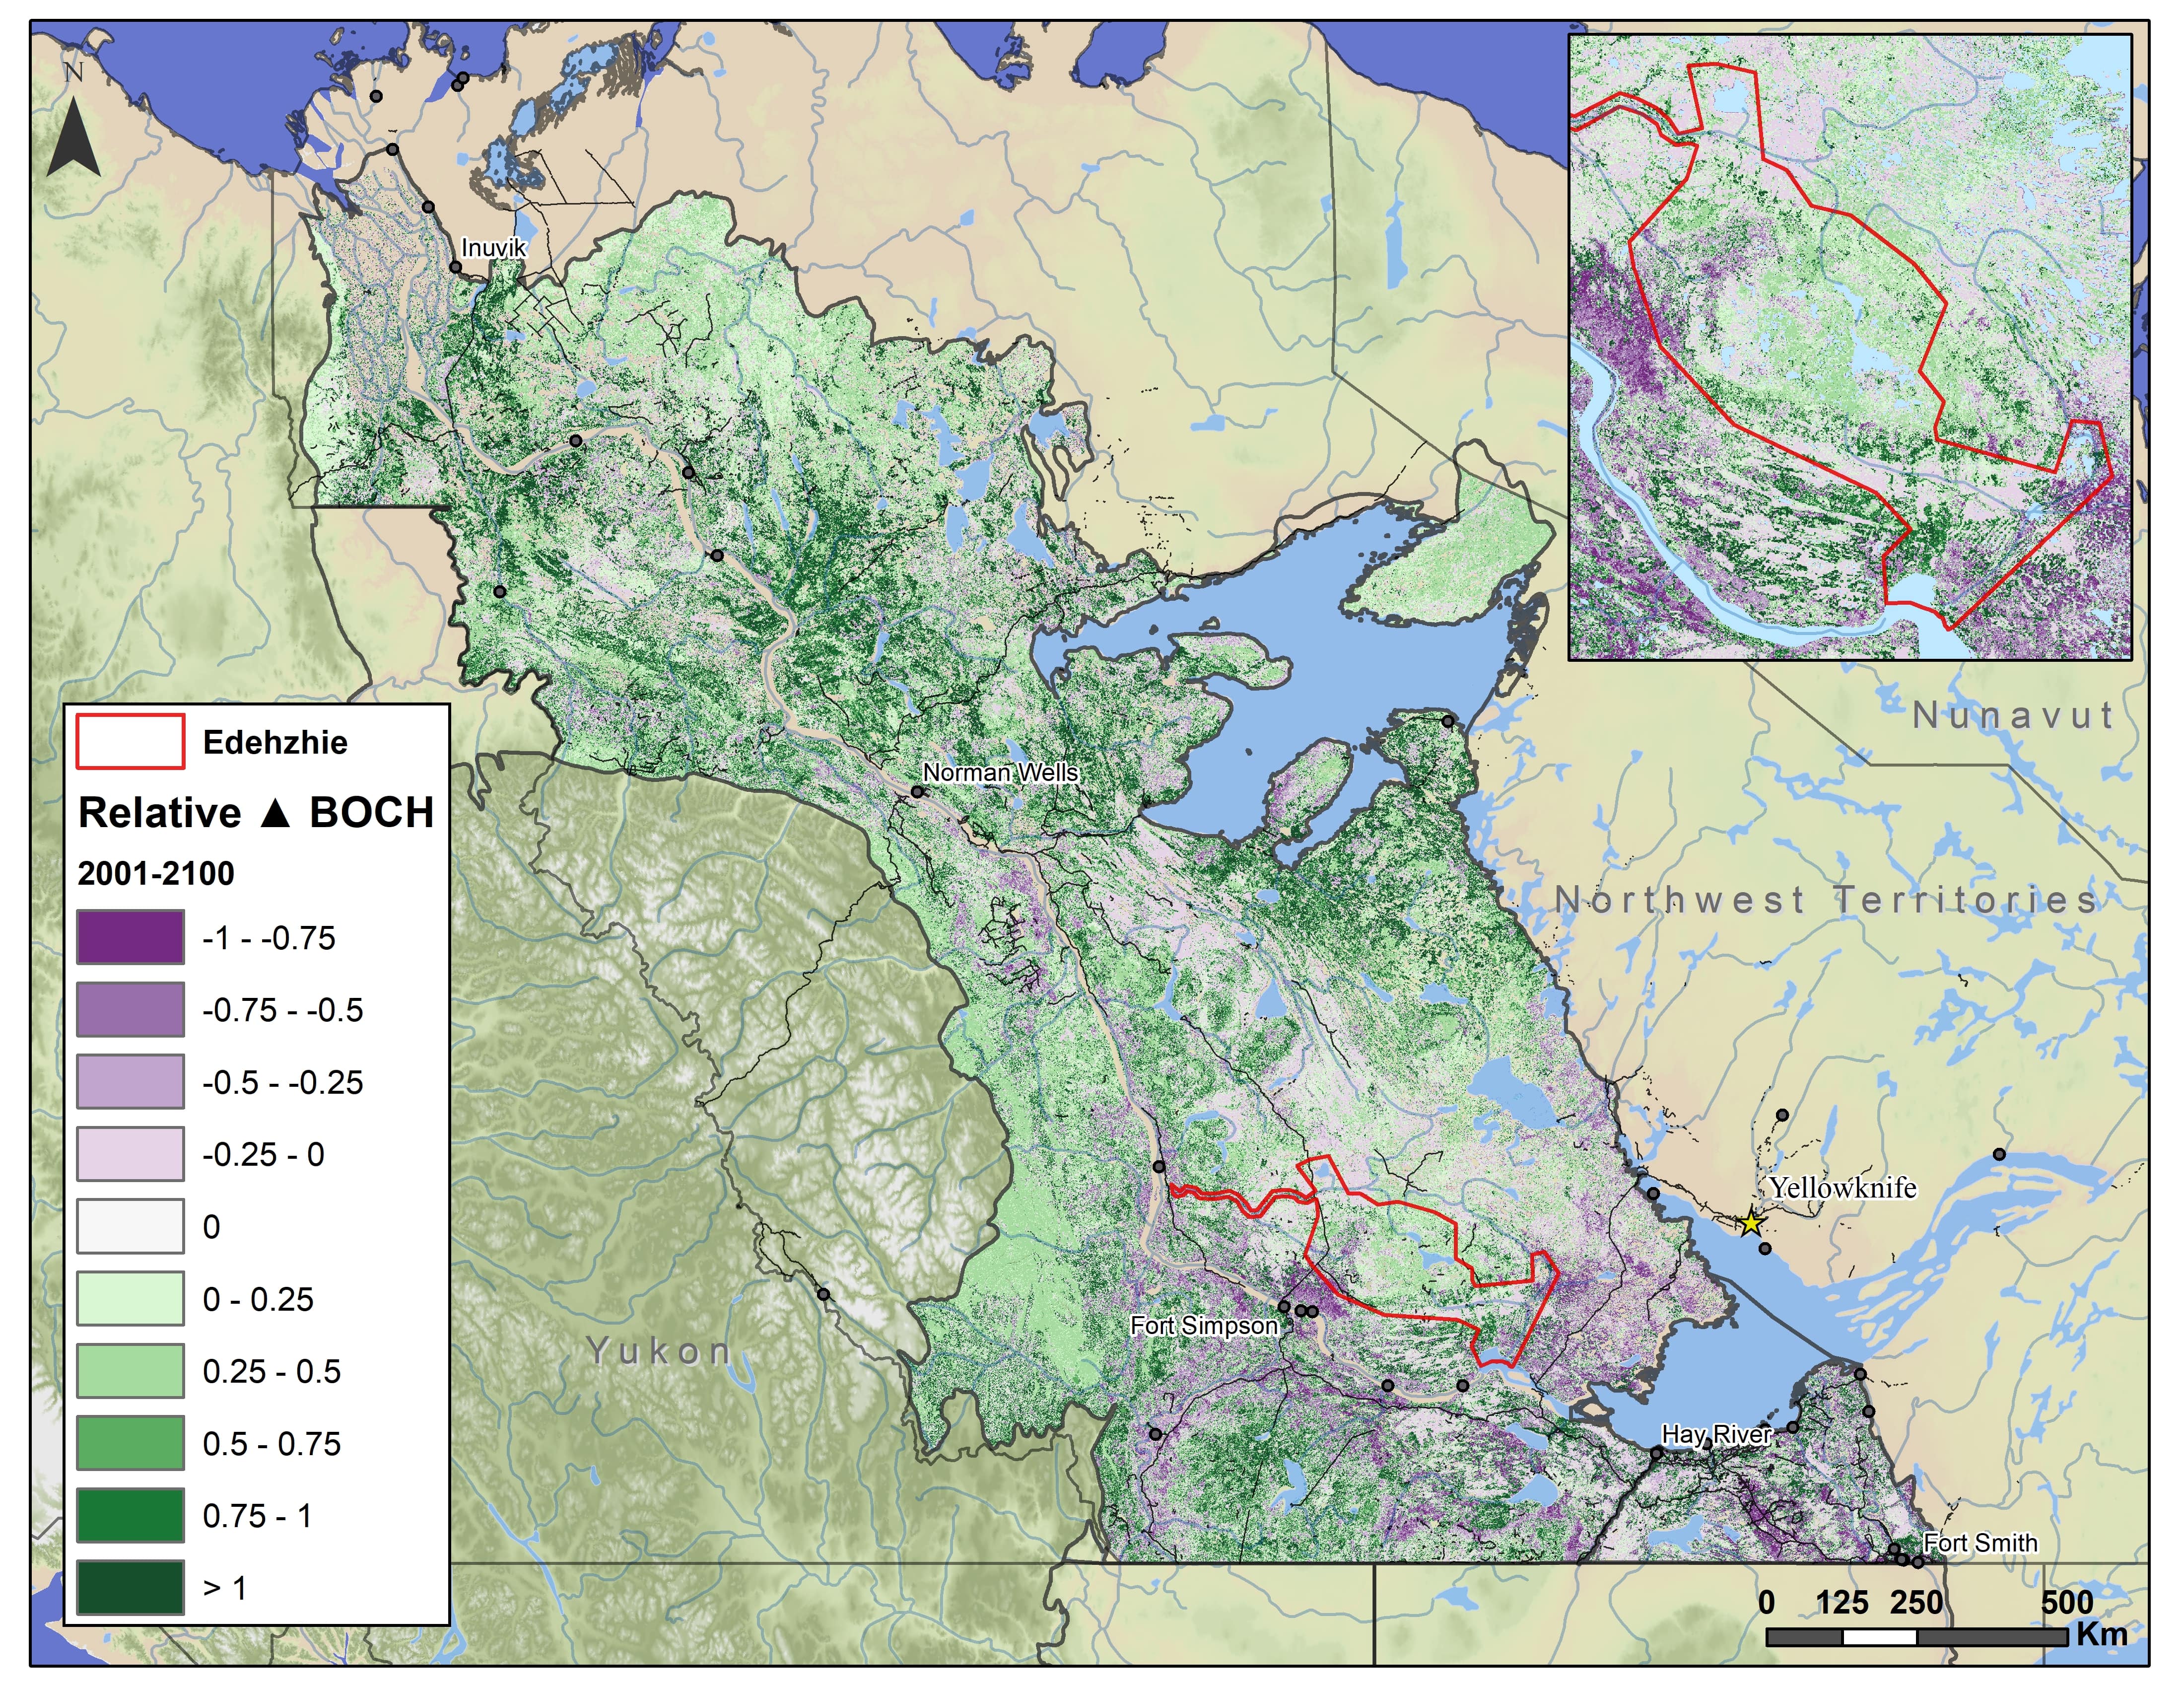 N
Inuvik
Nunavut
Edehzhie
Relative ▲ BOCH
2001-2100
-1 - -0.75
-0.75 - -0.5
-0.5 - -0.25
-0.25 - 0
0
0 - 0.25
0.25 - 0.5
0.5 - 0.75
0.75 - 1
> 1
Norman Wells
Northwest Territories
Yellowknife
Fort Simpson
Yukon
Hay River
Fort Smith
0 125 250 500
Km